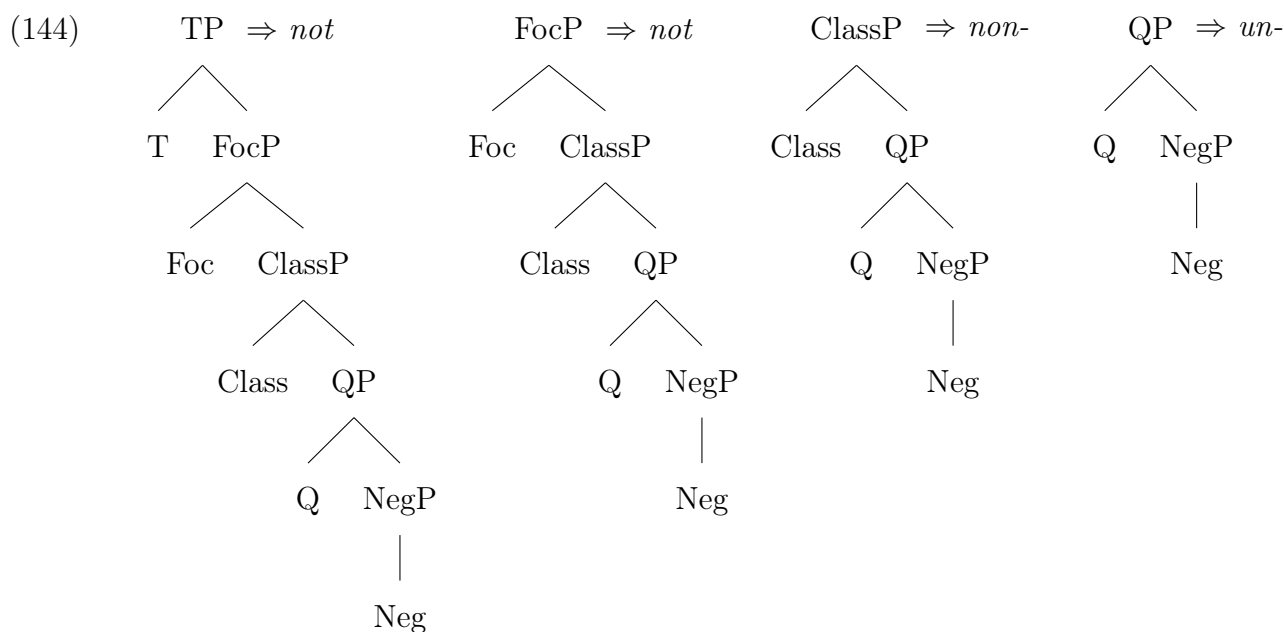 (144) TP ⇒ not FocP ⇒ not ClassP ⇒ non- QP ⇒ un-
T FocP Foc ClassP Class QP Q NegP
Foc ClassP Class QP Q NegP Neg
Class QP Q NegP Neg
Q NegP Neg
Neg